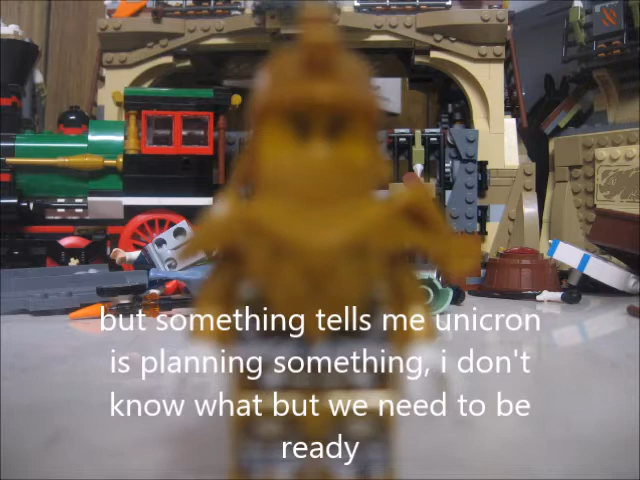 but something tells me unicron
is planning something, i don't
know what but we need to be
ready